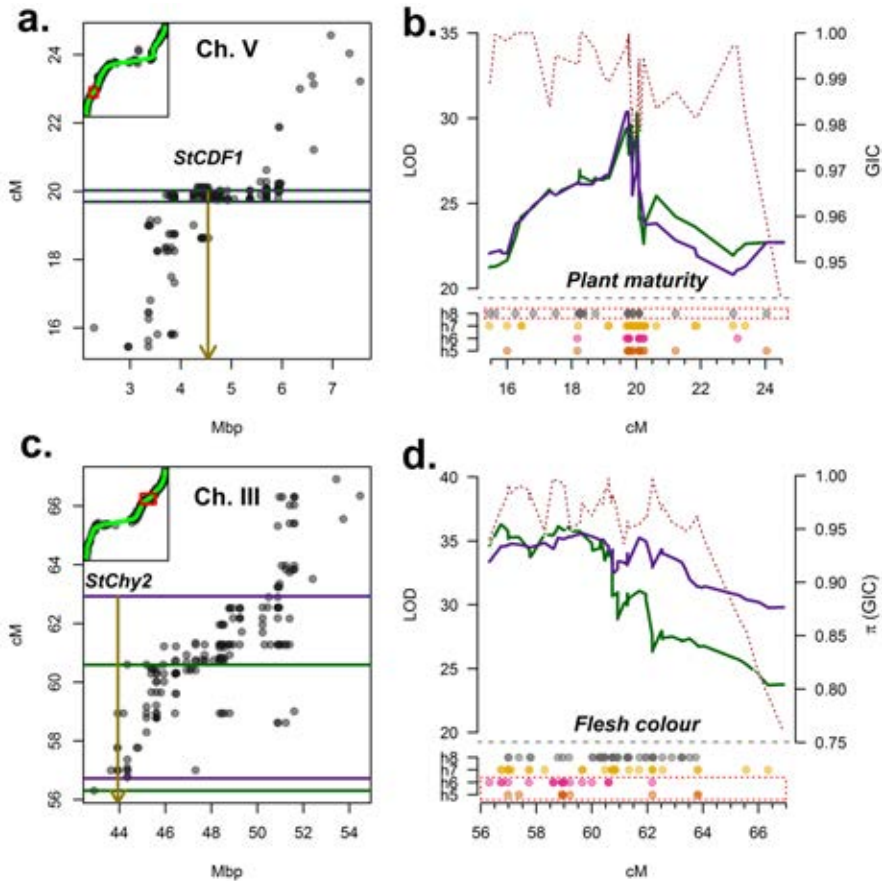 a.
Ch. V
StCDF1
cM
24
22
20
18
16
3 4 5 6 7
Mbp
b.
LOD
35
30
25
20
GIC
1.00
0.99
0.98
0.97
0.96
0.95
Plant maturity
h8
h7
h6
h5
16 18 20 22 24
cM
c.
Ch. III
StChy2
cM
66
64
62
60
58
56
44 46 48 50 52 54
Mbp
d.
LOD
40
35
30
25
20
π (GIC)
1.00
0.95
0.90
0.85
0.80
0.75
Flesh colour
h8
h7
h6
h5
56 58 60 62 64 66
cM